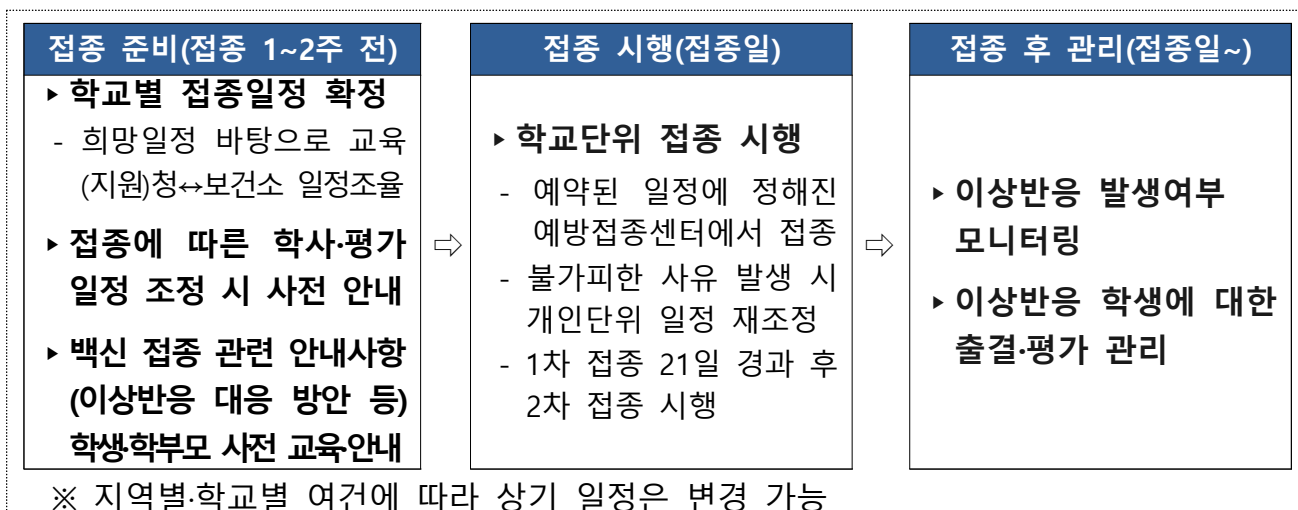 접종 준비(접종 1~2주 전)
▸ 학교별 접종일정 확정
- 희망일정 바탕으로 교육
(지원)청↔보건소 일정조율
▸ 접종에 따른 학사·평가
일정 조정 시 사전 안내
▸ 백신 접종 관련 안내사항
(이상반응 대응 방안 등)
학생·학부모 사전 교육·안내
⇨
접종 시행(접종일)
▸ 학교단위 접종 시행
- 예약된 일정에 정해진
예방접종센터에서 접종
- 불가피한 사유 발생 시
개인단위 일정 재조정
- 1차 접종 21일 경과 후
2차 접종 시행
⇨
접종 후 관리(접종일~)
▸ 이상반응 발생여부
모니터링
▸ 이상반응 학생에 대한
출결·평가 관리
※ 지역별·학교별 여건에 따라 상기 일정은 변경 가능